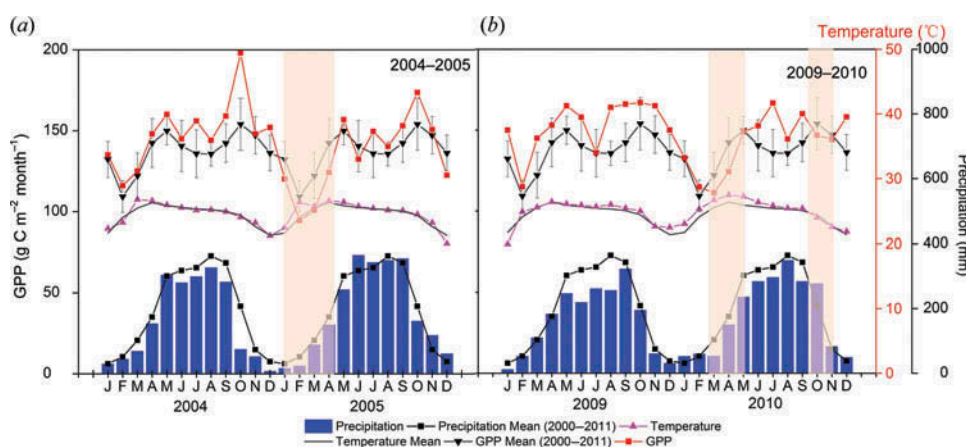 (a)
(b)
Temperature (℃)
200
50
1000
2004–2005
2009–2010
150
40
800
100
30
600
20
400
50
10
200
0
0
0
GPP (g C m⁻² month⁻¹)
Precipitation (mm)
J F M A M J J A S O N D J F M A M J J A S O N D
J F M A M J J A S O N D J F M A M J J A S O N D
2004 2005
2009 2010
Precipitation Precipitation Mean (2000–2011) Temperature
Temperature Mean GPP Mean (2000–2011) GPP